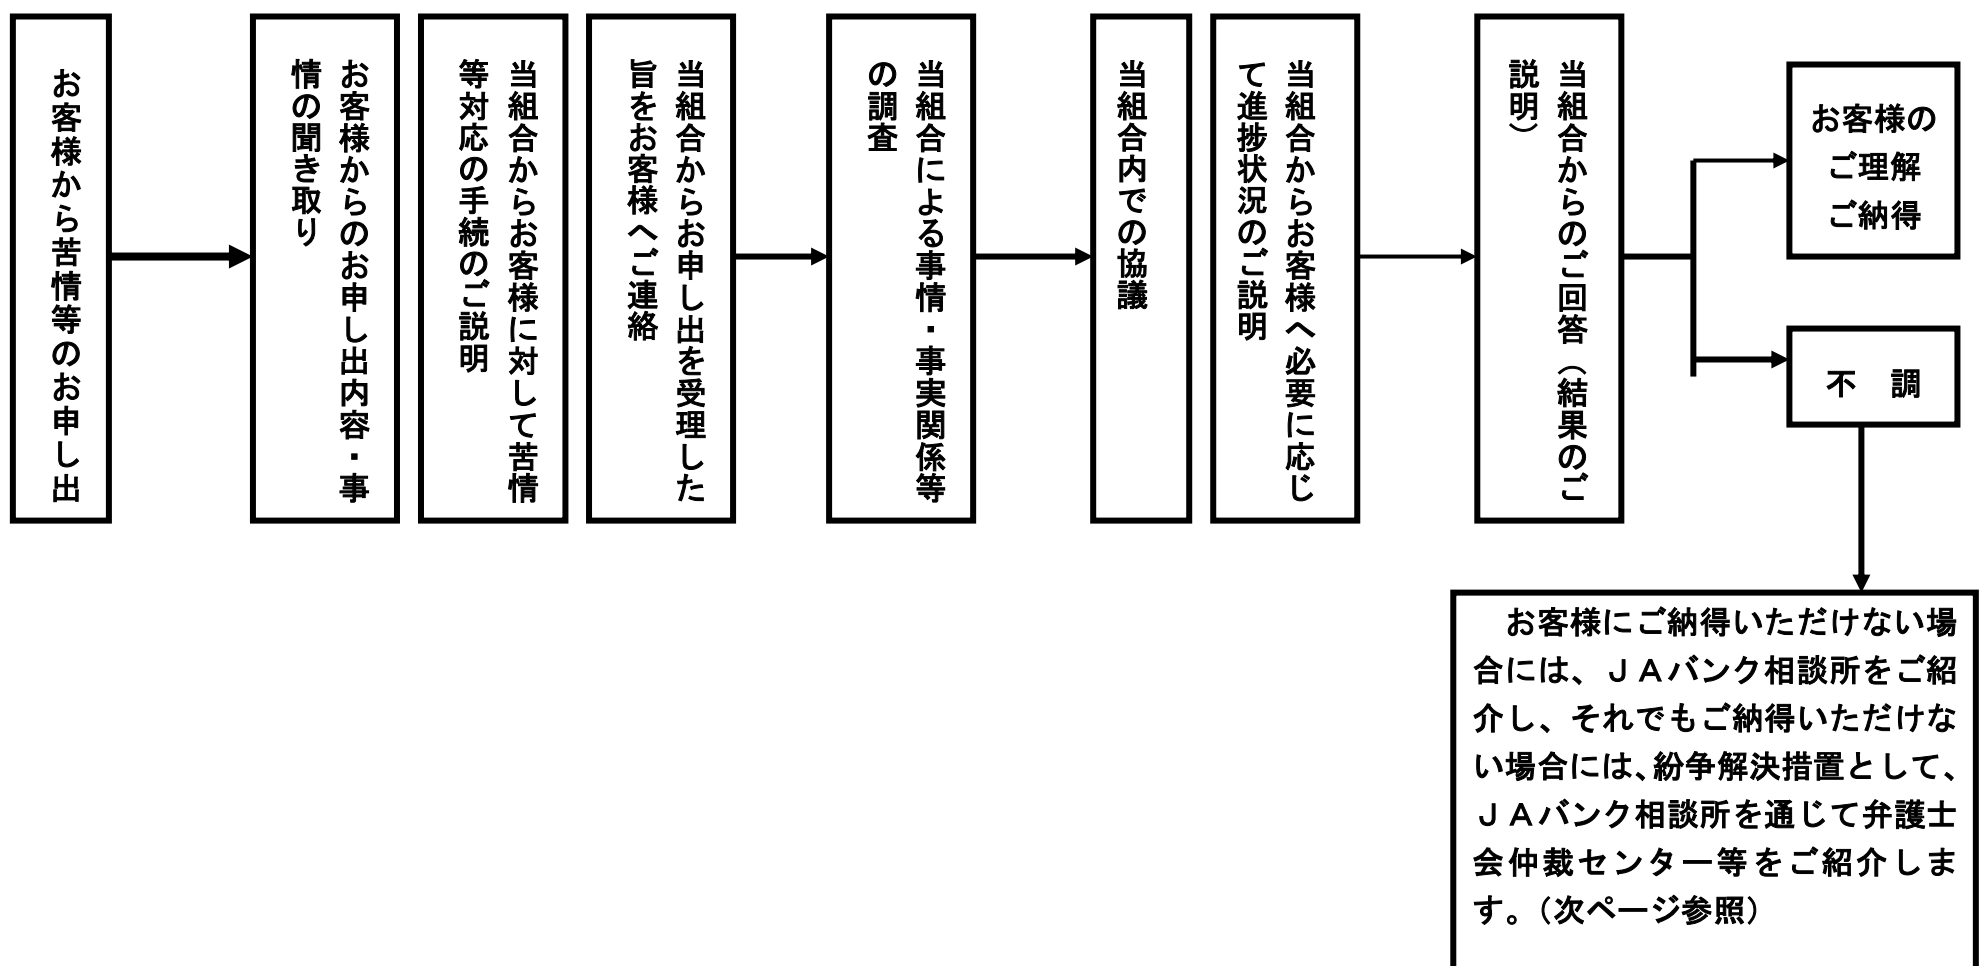 お客様から苦情等のお申し出
お客様からのお申し出内容・事
情の聞き取り
当組合からお客様に対して苦情
等対応の手続のご説明
当組合からお申し出を受理した
旨をお客様へご連絡
当組合による事情・事実関係等
の調査
当組合内での協議
当組合からお客様へ必要に応じ
て進捗状況のご説明
当組合からのご回答（結果のご
説明）
お客様の
ご理解
ご納得
不　調
　お客様にご納得いただけない場
合には、ＪＡバンク相談所をご紹
介し、それでもご納得いただけな
い場合には、紛争解決措置として、
ＪＡバンク相談所を通じて弁護士
会仲裁センター等をご紹介しま
す。（次ページ参照）